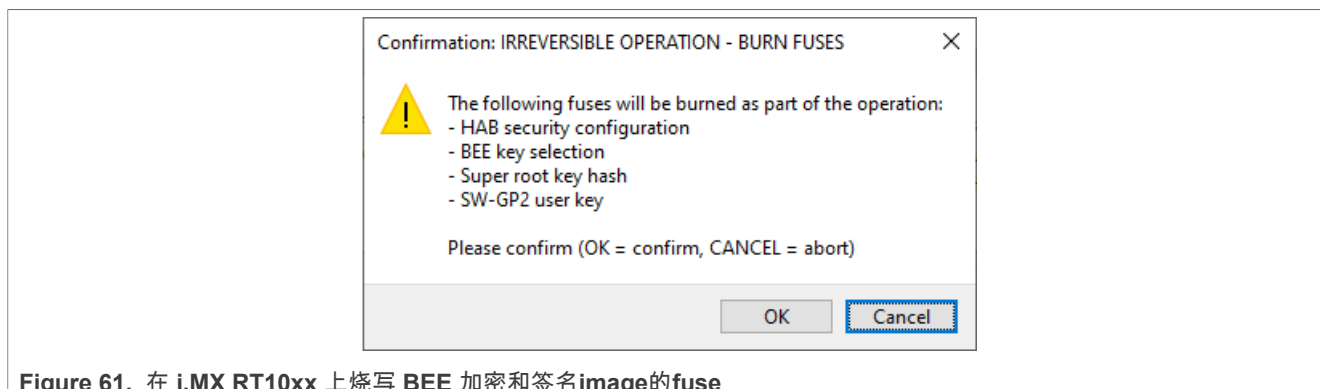 Confirmation: IRREVERSIBLE OPERATION - BURN FUSES
The following fuses will be burned as part of the operation:
- HAB security configuration
- BEE key selection
- Super root key hash
- SW-GP2 user key
Please confirm (OK = confirm, CANCEL = abort)
OK Cancel
Figure 61. 在 i.MX RT10xx 上烧写 BEE 加密和签名image的fuse